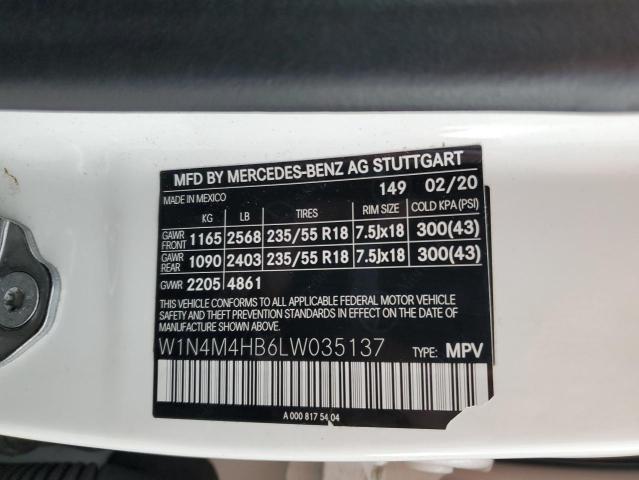 MFD BY MERCEDES-BENZ AG STUTTGART
MADE IN MEXICO 149 02/20
KG LB TIRES RIM SIZE COLD KPA(PSI)
GAWR FRONT 1165 2568 235/55 R18 7.5Jx18 300(43)
GAWR REAR 1090 2403 235/55 R18 7.5Jx18 300(43)
GVWR 2205 4861
THIS VEHICLE CONFORMS TO ALL APPLICABLE FEDERAL MOTOR VEHICLE
SAFETY AND THEFT PREVENTION STANDARDS IN EFFECT ON THE DATE OF
MANUFACTURE SHOWN ABOVE.
W1N4M4HB6LW035137 TYPE: MPV
A 000 817 54 04